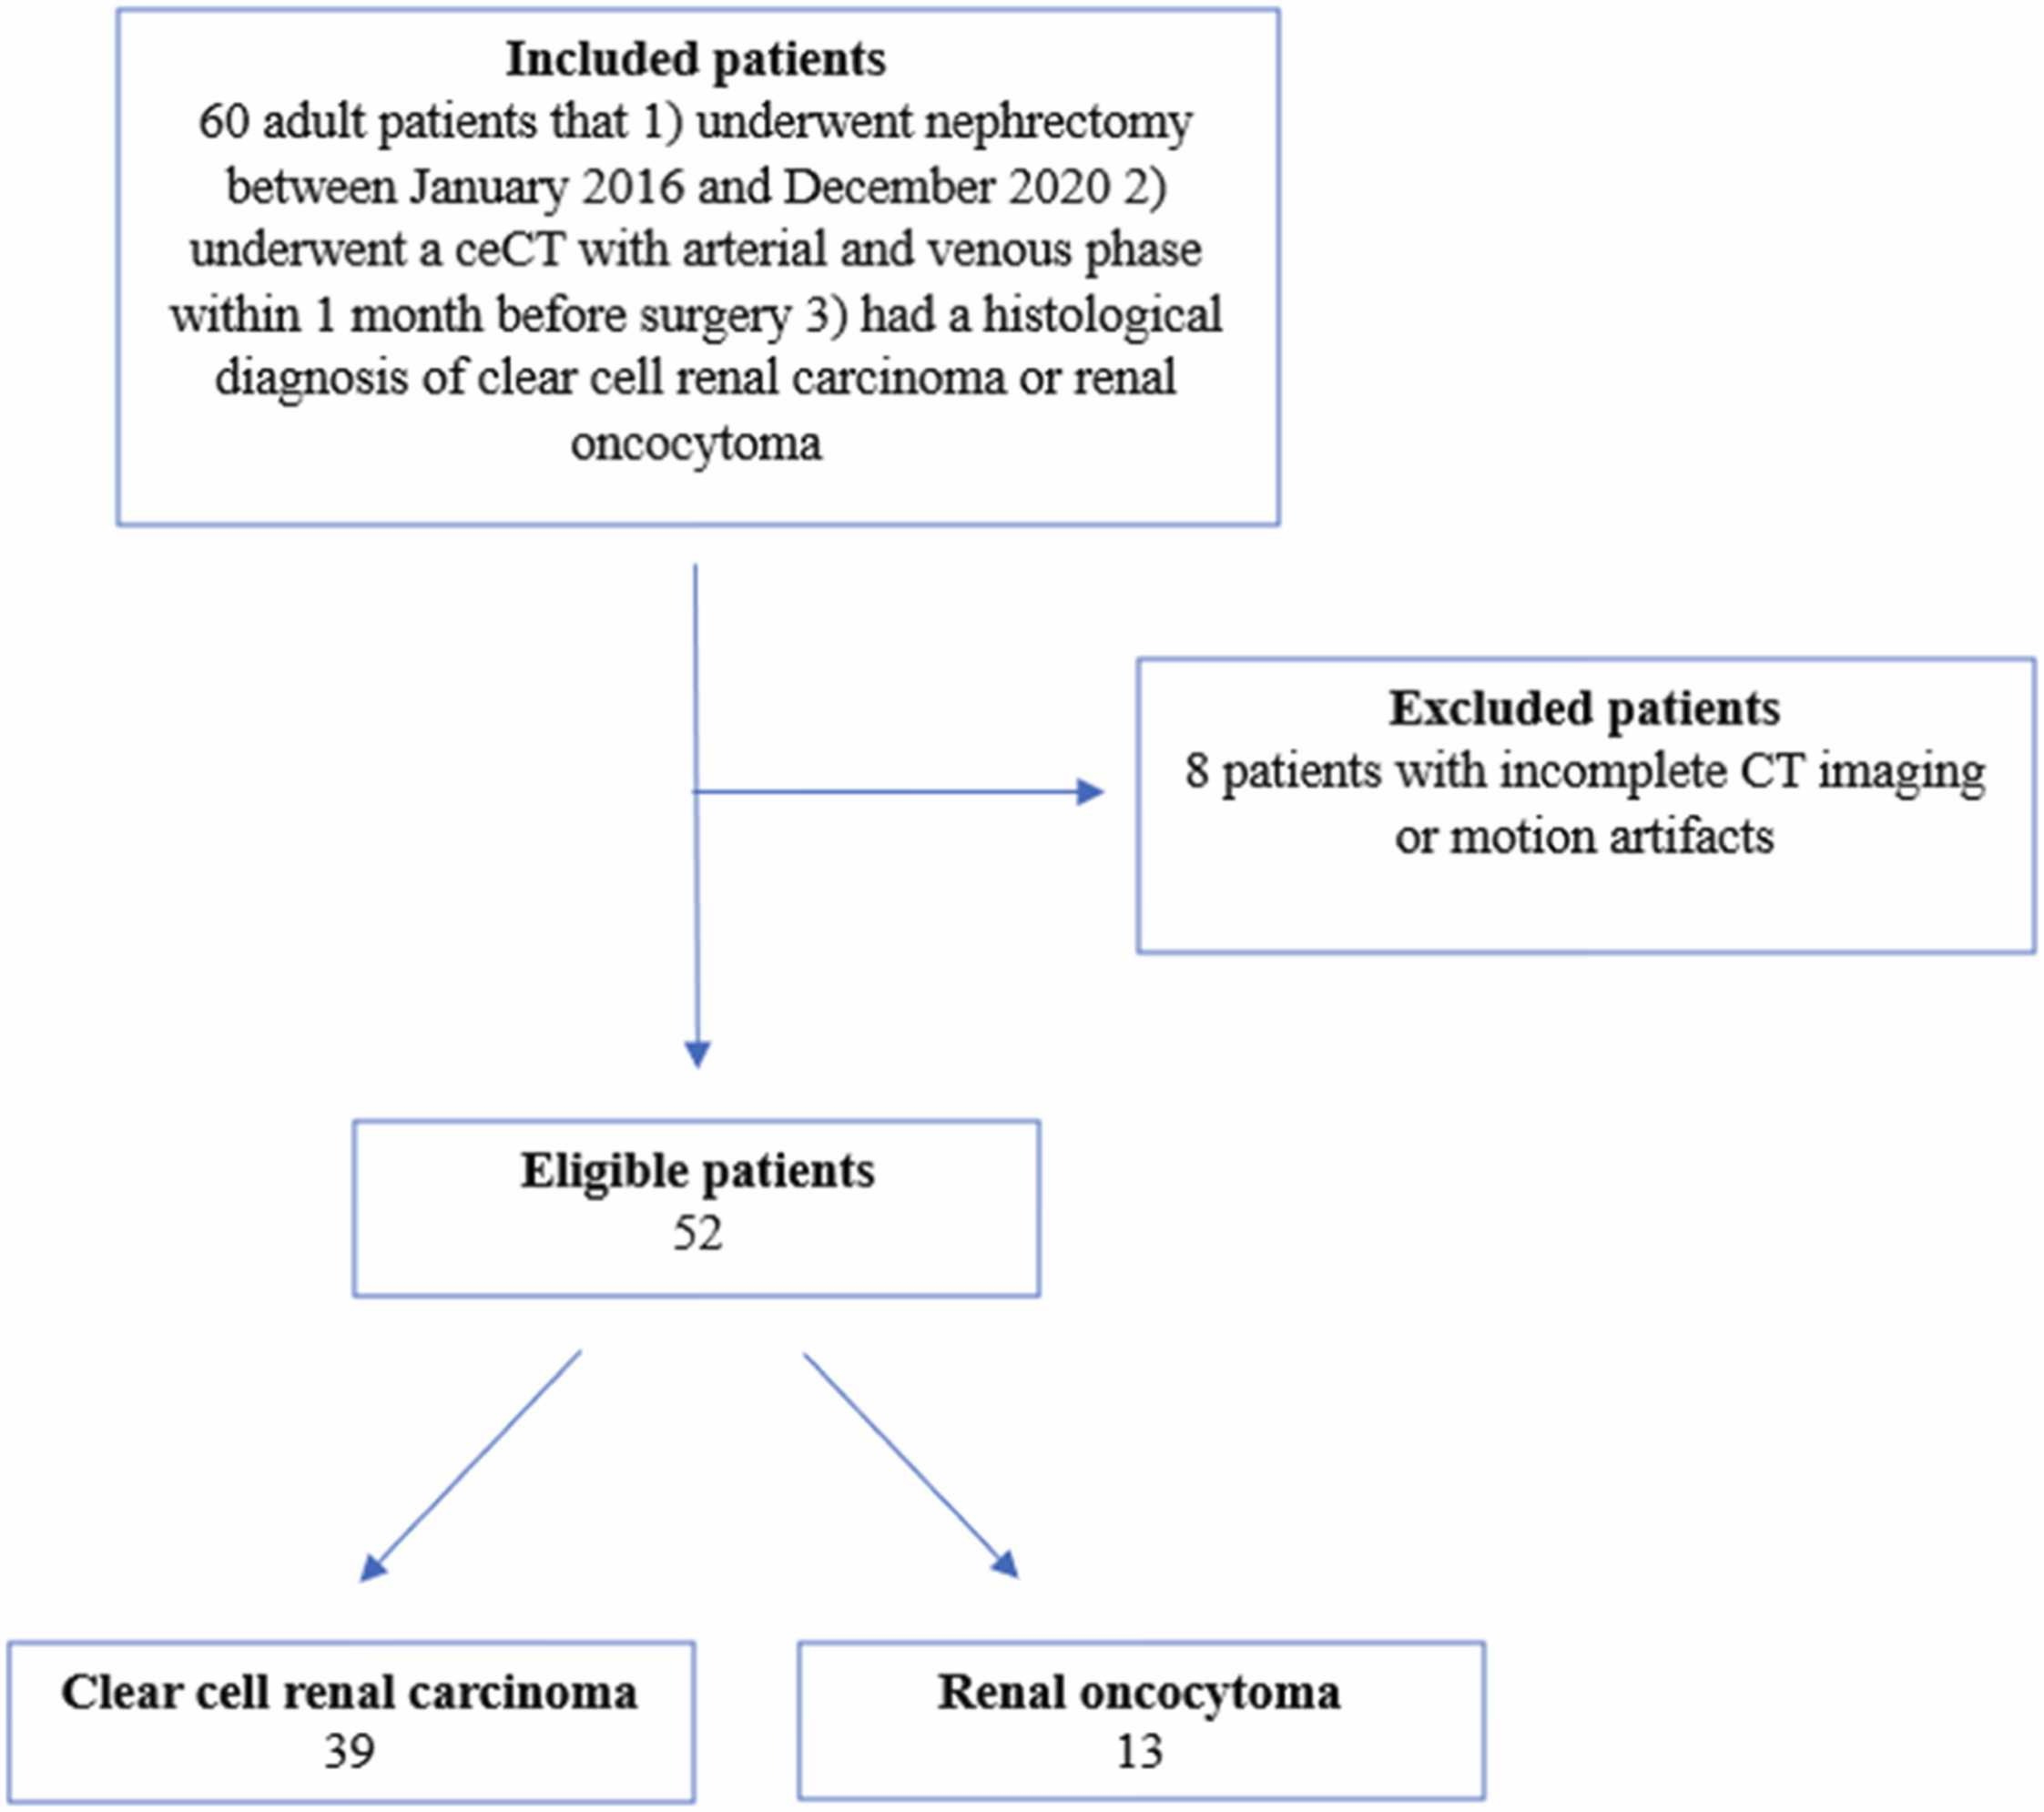 Included patients
60 adult patients that 1) underwent nephrectomy
between January 2016 and December 2020 2)
underwent a ceCT with arterial and venous phase
within 1 month before surgery 3) had a histological
diagnosis of clear cell renal carcinoma or renal
oncocytoma
Excluded patients
8 patients with incomplete CT imaging
or motion artifacts
Eligible patients
52
Clear cell renal carcinoma
39
Renal oncocytoma
13